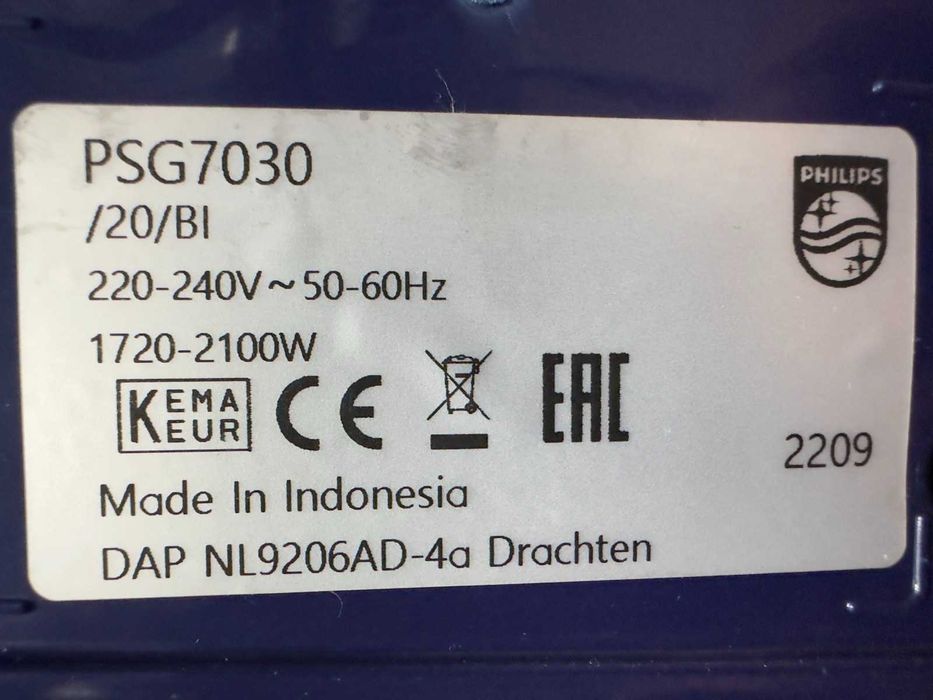 PSG7030
/20/BI
PHILIPS
220-240V~50-60Hz
1720-2100W
KEMA
EUR
CE
EAC
2209
Made In Indonesia
DAP NL9206AD-4a Drachten